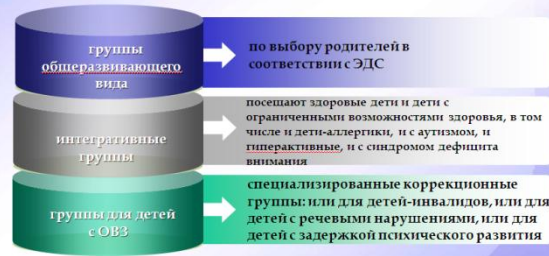 группы
общеразвивающего
вида
по выбору родителей в
соответствии с ЭДС
интегративные
группы
посещают здоровые дети и дети с
ограниченными возможностями здоровья, в том
числе и дети-аллергики, и с аутизмом, и
гиперактивные, и с синдромом дефицита
внимания
группы для детей
с ОВЗ
специализированные коррекционные
группы: или для детей-инвалидов, или для
детей с речевыми нарушениями, или для
детей с задержкой психического развития